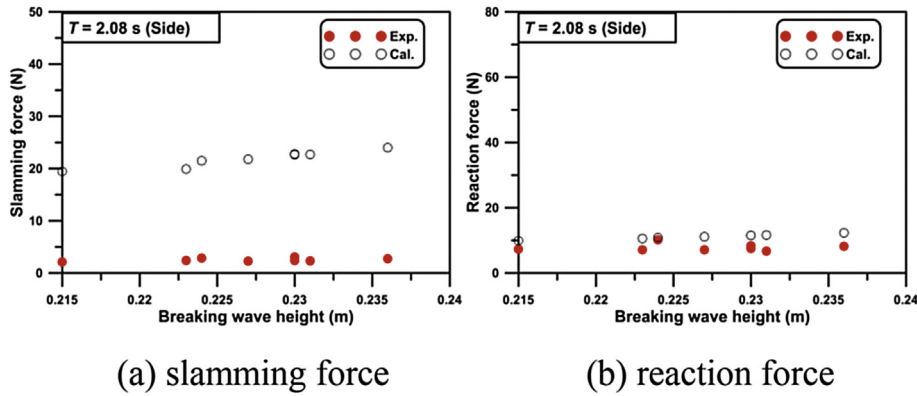 T = 2.08 s (Side)
Exp.
Cal.
Slamming force (N)
50
40
30
20
10
0
0.215
0.22
0.225
0.23
0.235
0.24
Breaking wave height (m)
(a) slamming force
T = 2.08 s (Side)
Exp.
Cal.
Reaction force (N)
80
60
40
20
0
0.215
0.22
0.225
0.23
0.235
0.24
Breaking wave height (m)
(b) reaction force